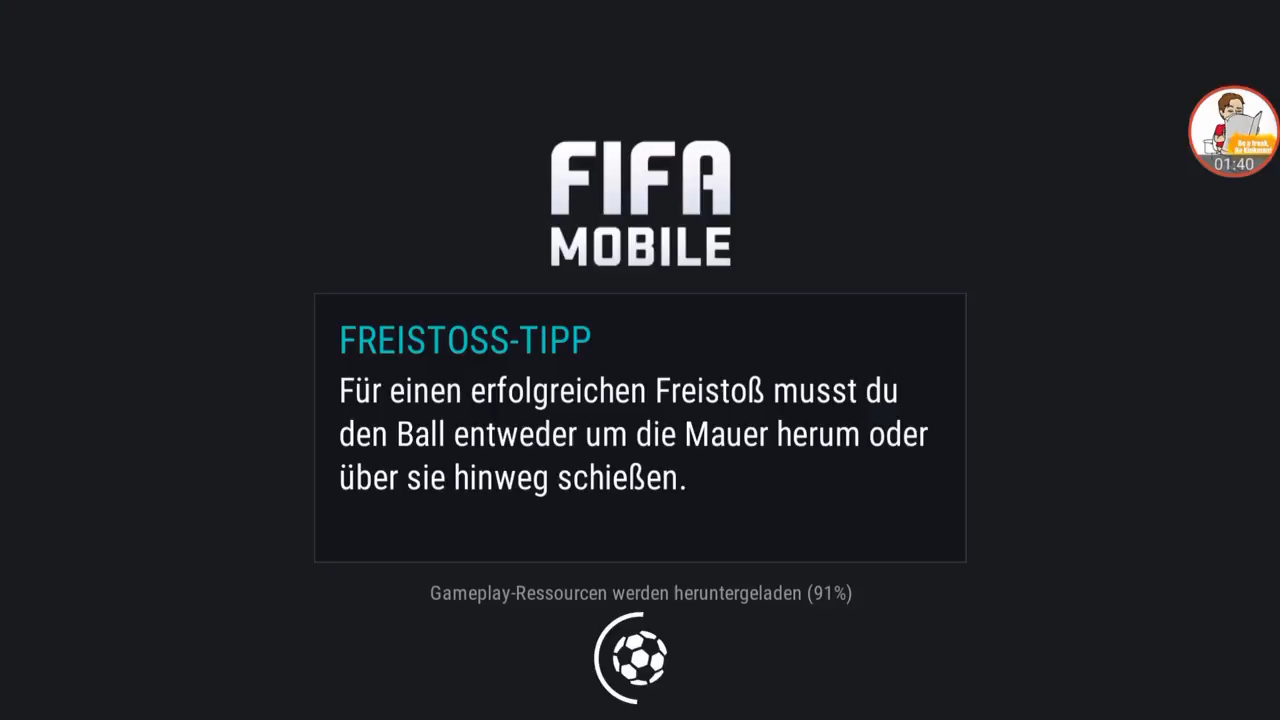 FIFA
MOBILE
FREISTOSS-TIPP
Für einen erfolgreichen Freistoß musst du
den Ball entweder um die Mauer herum oder
über sie hinweg schießen.
Gameplay-Ressourcen werden heruntergeladen (91%)
01:40